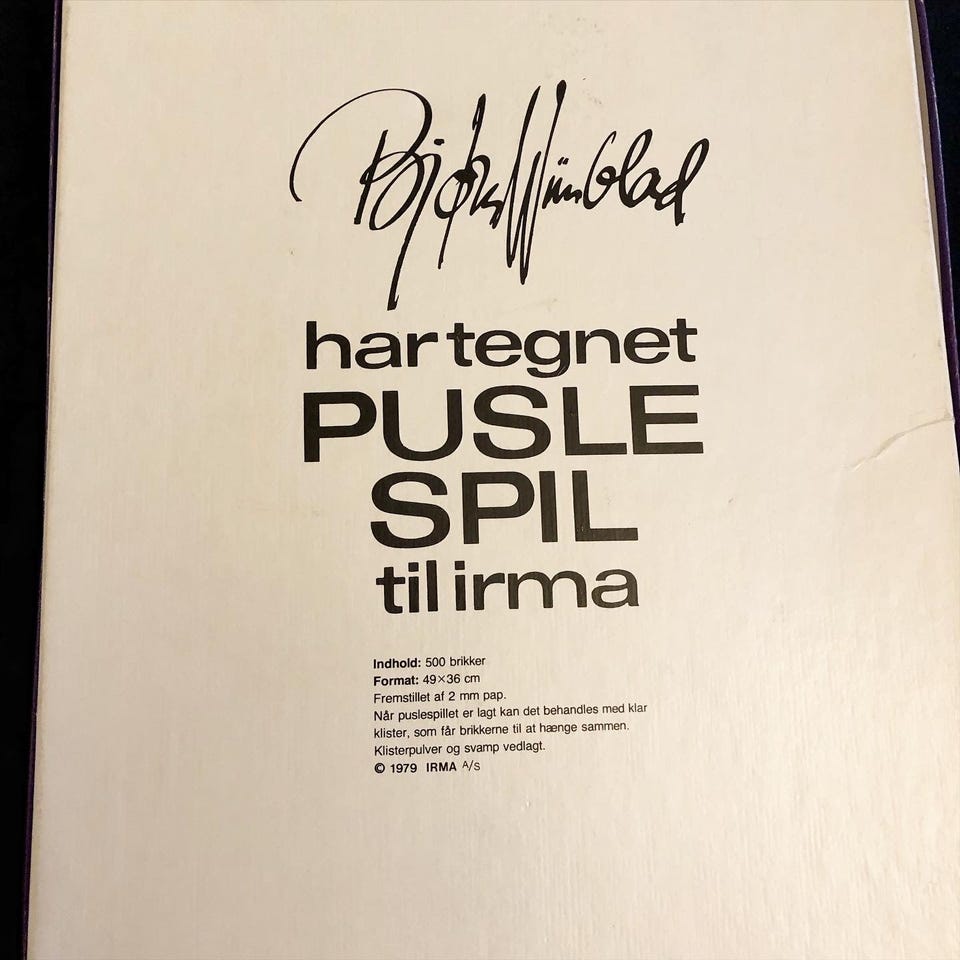 Bjørn Wiinblad
har tegnet
PUSLE
SPIL
til irma
Indhold: 500 brikker
Format: 49×36 cm
Fremstillet af 2 mm pap.
Når puslespillet er lagt kan det behandles med klar
klister, som får brikkerne til at hænge sammen.
Klisterpulver og svamp vedlagt.
© 1979 IRMA A/S